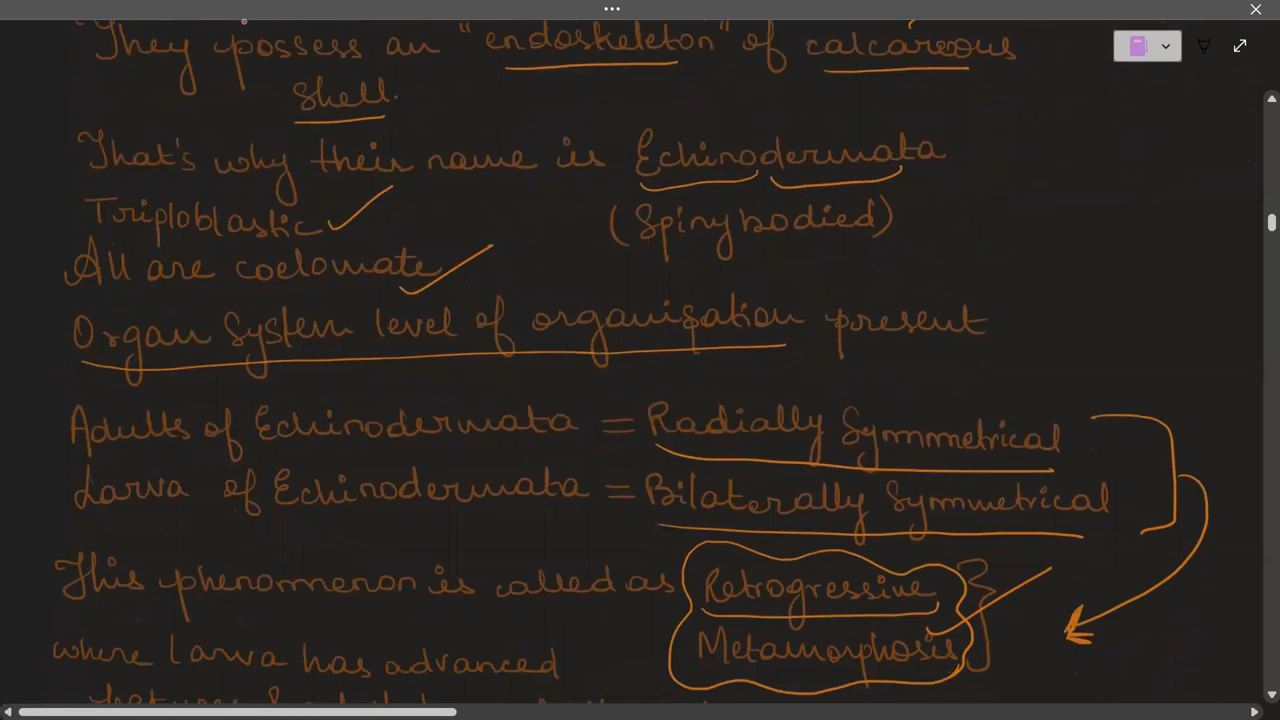 They possess an "endoskeleton" of calcareous
Shell.
That's why their name is Echinodermata
Triploblastic (Spiny bodied)
All are coelomate
Organ System level of organisation present
Adults of Echinodermata = Radially Symmetrical
Larva of Echinodermata = Bilaterally Symmetrical
This phenomenon is called as Retrogressive
Metamorphosis
where larva has advanced